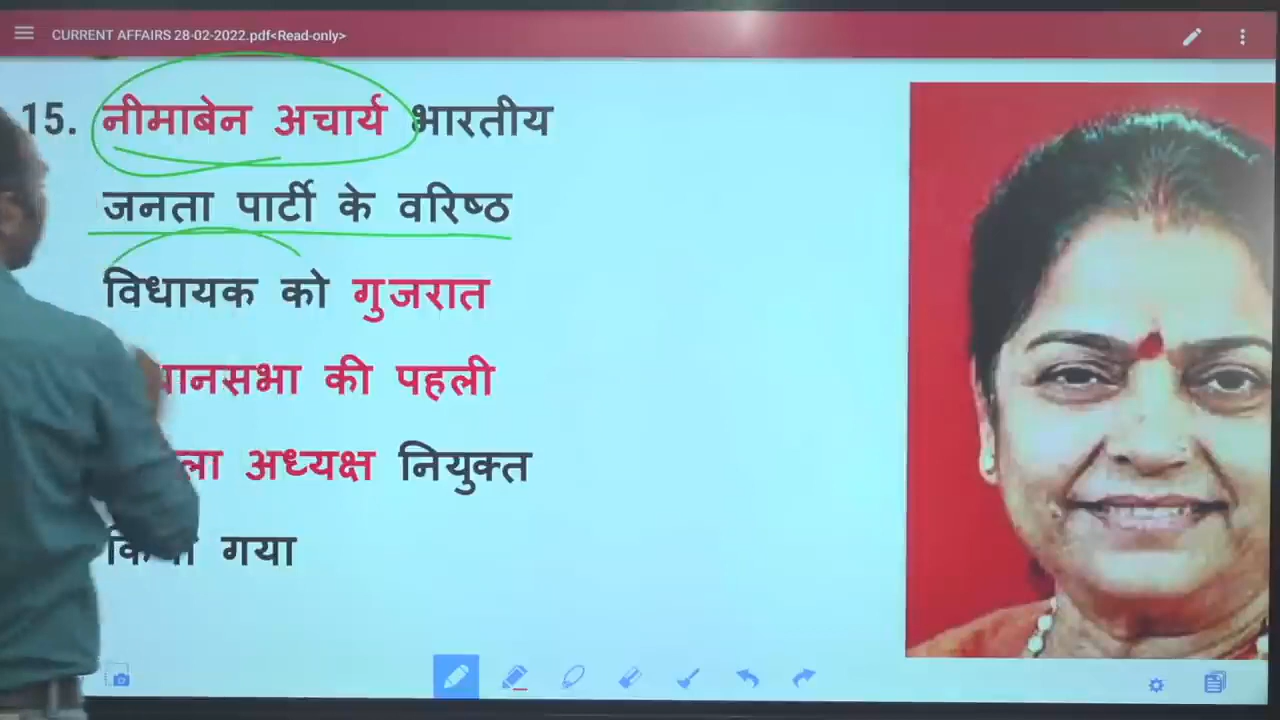 CURRENT AFFAIRS 28-02-2022.pdf<Read-only>
15. नीमाबेन अचार्य भारतीय
जनता पार्टी के वरिष्ठ
विधायक को गुजरात
की पहली
अध्यक्ष नियुक्त
गया